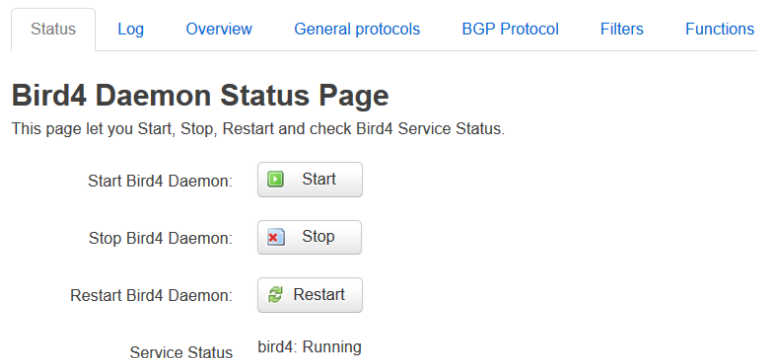 Status Log Overview General protocols BGP Protocol Filters Functions
Bird4 Daemon Status Page
This page let you Start, Stop, Restart and check Bird4 Service Status.
Start Bird4 Daemon: Start
Stop Bird4 Daemon: Stop
Restart Bird4 Daemon: Restart
Service Status bird4: Running